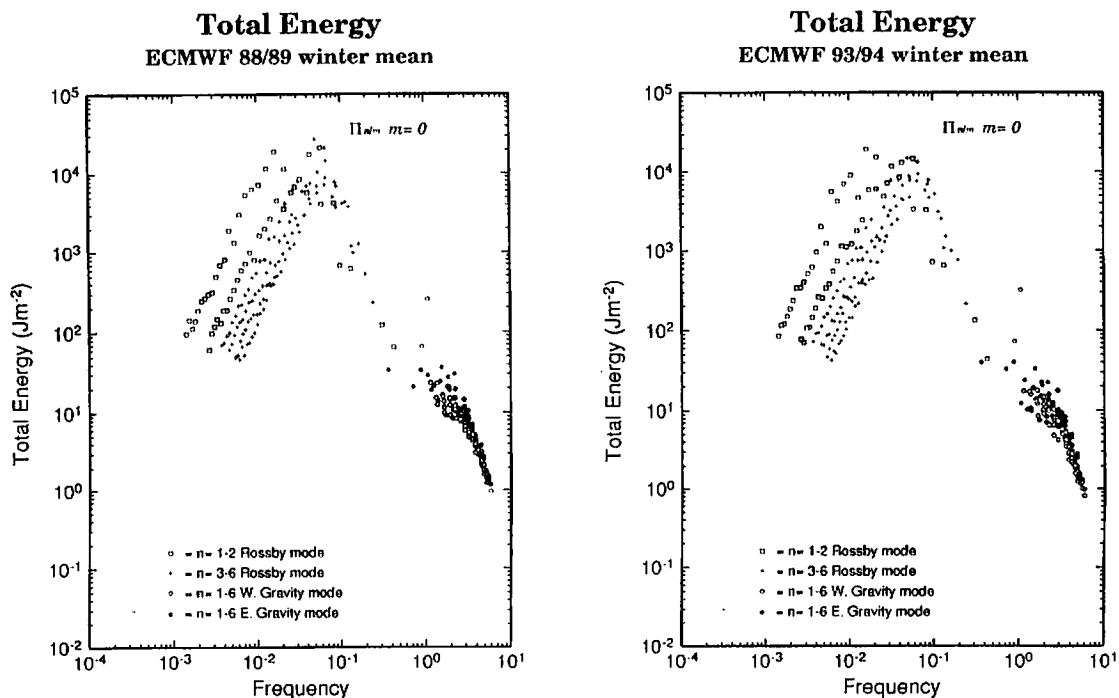 Total Energy
ECMWF 88/89 winter mean
10^5
10^4
10^3
10^2
10^1
10^0
10^-1
10^-2
Total Energy (Jm^-2)
Π n/m m= 0
□ = n= 1-2 Rossby mode
+ = n= 3-6 Rossby mode
○ = n= 1-6 W. Gravity mode
● = n= 1-6 E. Gravity mode
10^-4 10^-3 10^-2 10^-1 10^0 10^1
Frequency
Total Energy
ECMWF 93/94 winter mean
10^5
10^4
10^3
10^2
10^1
10^0
10^-1
10^-2
Total Energy (Jm^-2)
Π n/m m= 0
□ = n= 1-2 Rossby mode
+ = n= 3-6 Rossby mode
○ = n= 1-6 W. Gravity mode
● = n= 1-6 E. Gravity mode
10^-4 10^-3 10^-2 10^-1 10^0 10^1
Frequency